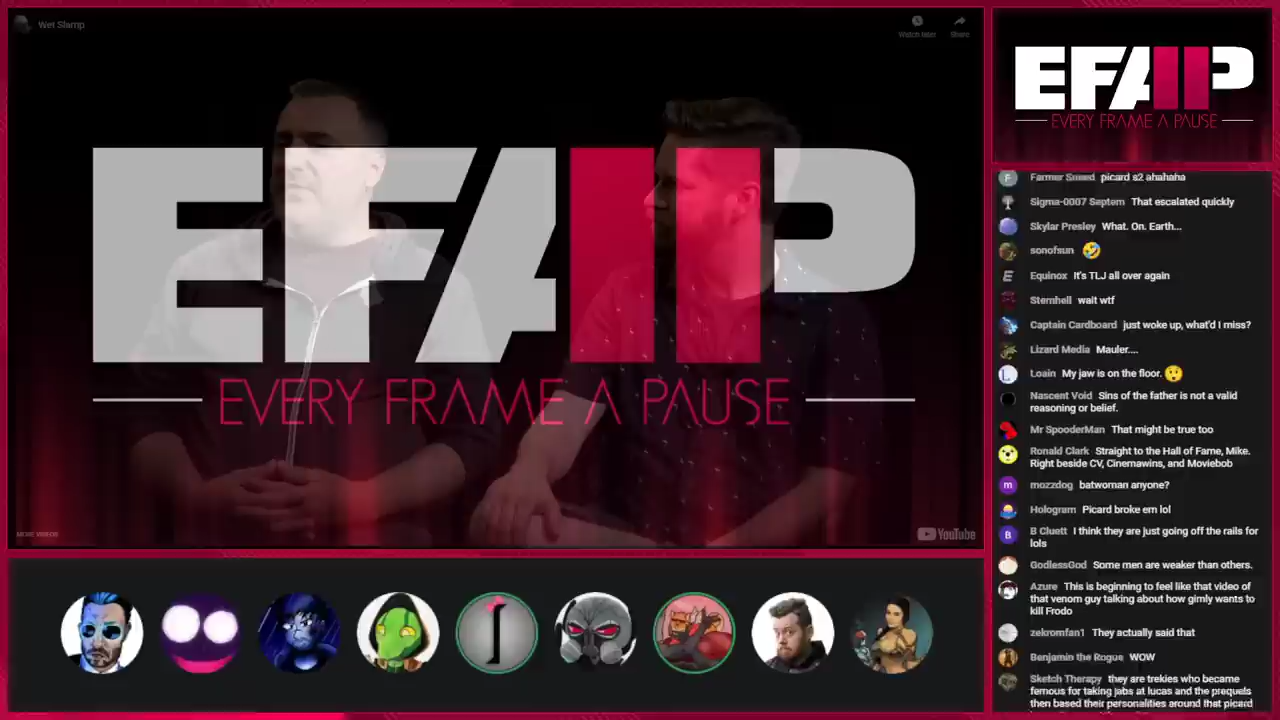 Wet Slamp
Watch later
Share
EFAP
EVERY FRAME A PAUSE
MORE VIDEOS
YouTube
EFAP
EVERY FRAME A PAUSE
Farmer Sneed picard s2 ahahaha
Sigma-0007 Septem That escalated quickly
Skylar Presley What. On. Earth...
sonofsun 🤣
Equinox It's TLJ all over again
Stemhell wait wtf
Captain Cardboard just woke up, what'd I miss?
Lizard Media Mauler....
Loain My jaw is on the floor. 😲
Nascent Void Sins of the father is not a valid
reasoning or belief.
Mr SpooderMan That might be true too
Ronald Clark Straight to the Hall of Fame, Mike.
Right beside CV, Cinemawins, and Moviebob
mozzdog batwoman anyone?
Hologram Picard broke em lol
B Cluett I think they are just going off the rails for
lols
GodlessGod Some men are weaker than others.
Azure This is beginning to feel like that video of
that venom guy talking about how gimly wants to
kill Frodo
zekromfan1 They actually said that
Benjamin the Rogue WOW
Sketch Therapy they are trekies who became
femous for taking jabs at lucas and the prequels
then based their personalities around that picard